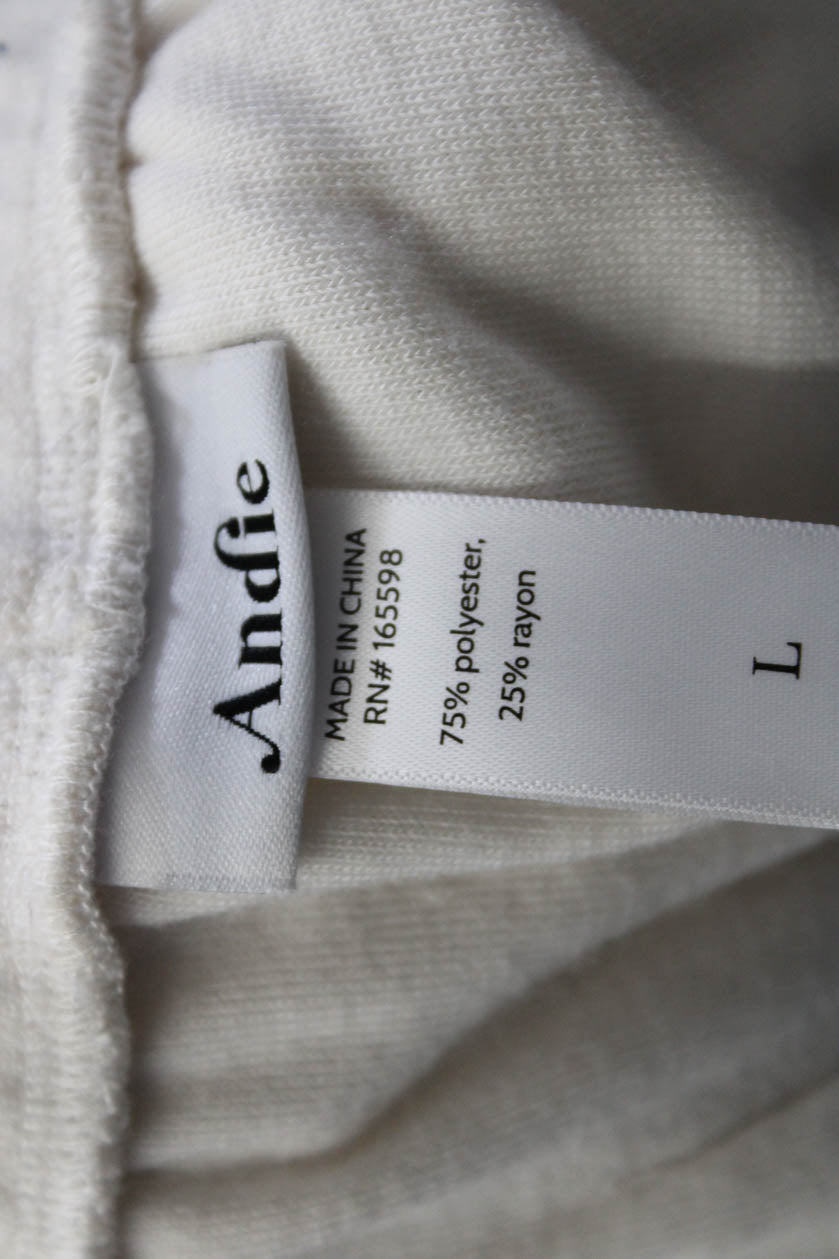 Andie
MADE IN CHINA
RN# 165598
75% polyester,
25% rayon
L